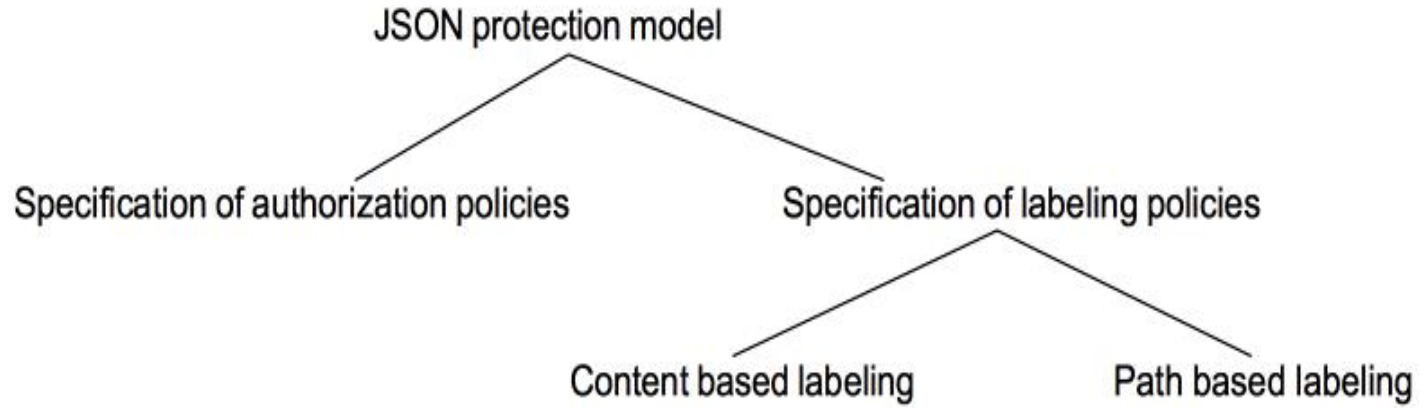 JSON protection model
Specification of authorization policies
Specification of labeling policies
Content based labeling
Path based labeling